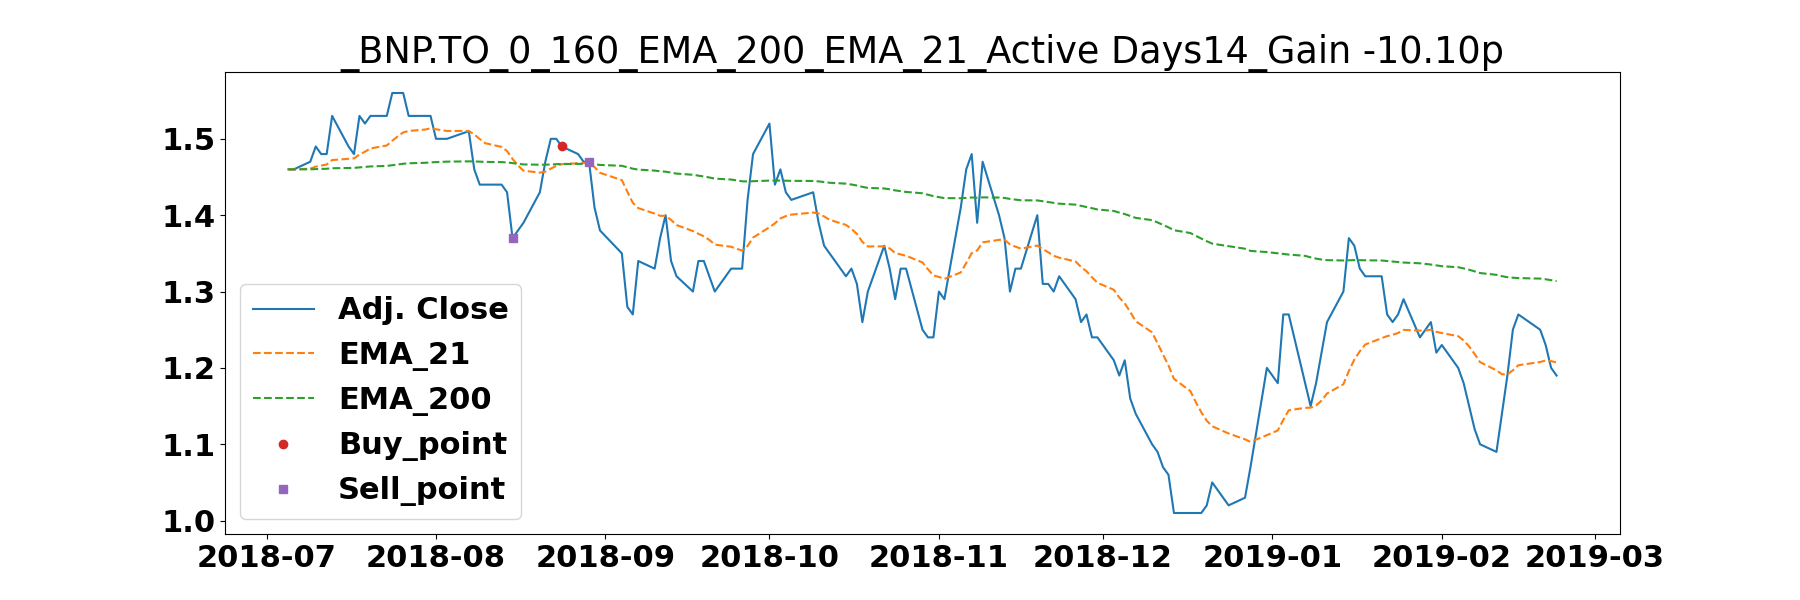 _BNP.TO_0_160_EMA_200_EMA_21_Active Days14_Gain -10.10p
1.5
1.4
1.3
1.2
1.1
1.0
Adj. Close
EMA_21
EMA_200
Buy_point
Sell_point
2018-07 2018-08 2018-09 2018-10 2018-11 2018-12 2019-01 2019-02 2019-03